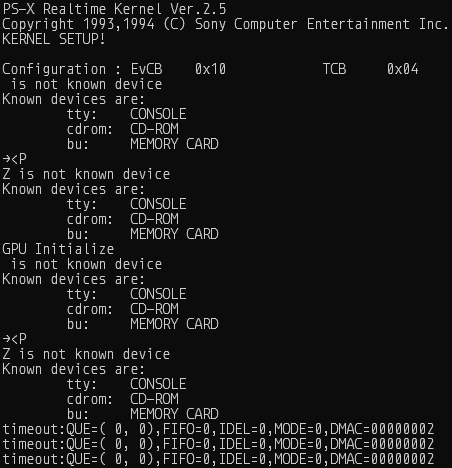 PS-X Realtime Kernel Ver.2.5
Copyright 1993,1994 (C) Sony Computer Entertainment Inc.
KERNEL SETUP!

Configuration : EvCB    0x10            TCB     0x04
 is not known device
Known devices are:
        tty:    CONSOLE
        cdrom:  CD-ROM
        bu:     MEMORY CARD
→<P
Z is not known device
Known devices are:
        tty:    CONSOLE
        cdrom:  CD-ROM
        bu:     MEMORY CARD
GPU Initialize
 is not known device
Known devices are:
        tty:    CONSOLE
        cdrom:  CD-ROM
        bu:     MEMORY CARD
→<P
Z is not known device
Known devices are:
        tty:    CONSOLE
        cdrom:  CD-ROM
        bu:     MEMORY CARD
timeout:QUE=( 0, 0),FIFO=0,IDEL=0,MODE=0,DMAC=00000002
timeout:QUE=( 0, 0),FIFO=0,IDEL=0,MODE=0,DMAC=00000002
timeout:QUE=( 0, 0),FIFO=0,IDEL=0,MODE=0,DMAC=00000002